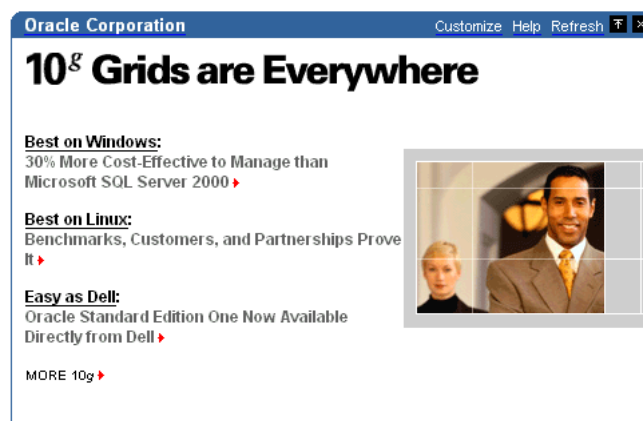 Oracle Corporation Customize Help Refresh
10g Grids are Everywhere
Best on Windows:
30% More Cost-Effective to Manage than
Microsoft SQL Server 2000
Best on Linux:
Benchmarks, Customers, and Partnerships Prove
It
Easy as Dell:
Oracle Standard Edition One Now Available
Directly from Dell
MORE 10g